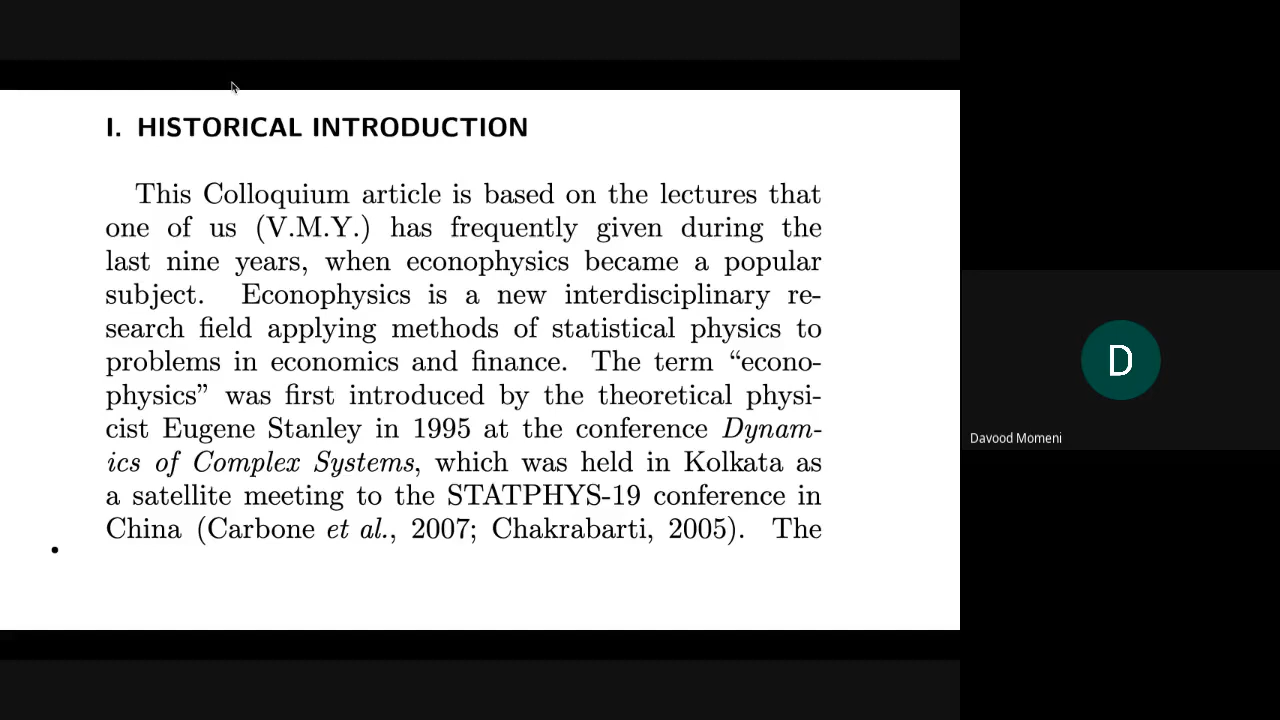 I. HISTORICAL INTRODUCTION
This Colloquium article is based on the lectures that
one of us (V.M.Y.) has frequently given during the
last nine years, when econophysics became a popular
subject. Econophysics is a new interdisciplinary re-
search field applying methods of statistical physics to
problems in economics and finance. The term “econo-
physics” was first introduced by the theoretical physi-
cist Eugene Stanley in 1995 at the conference Dynam-
ics of Complex Systems, which was held in Kolkata as
a satellite meeting to the STATPHYS-19 conference in
China (Carbone et al., 2007; Chakrabarti, 2005). The
D
Davood Momeni